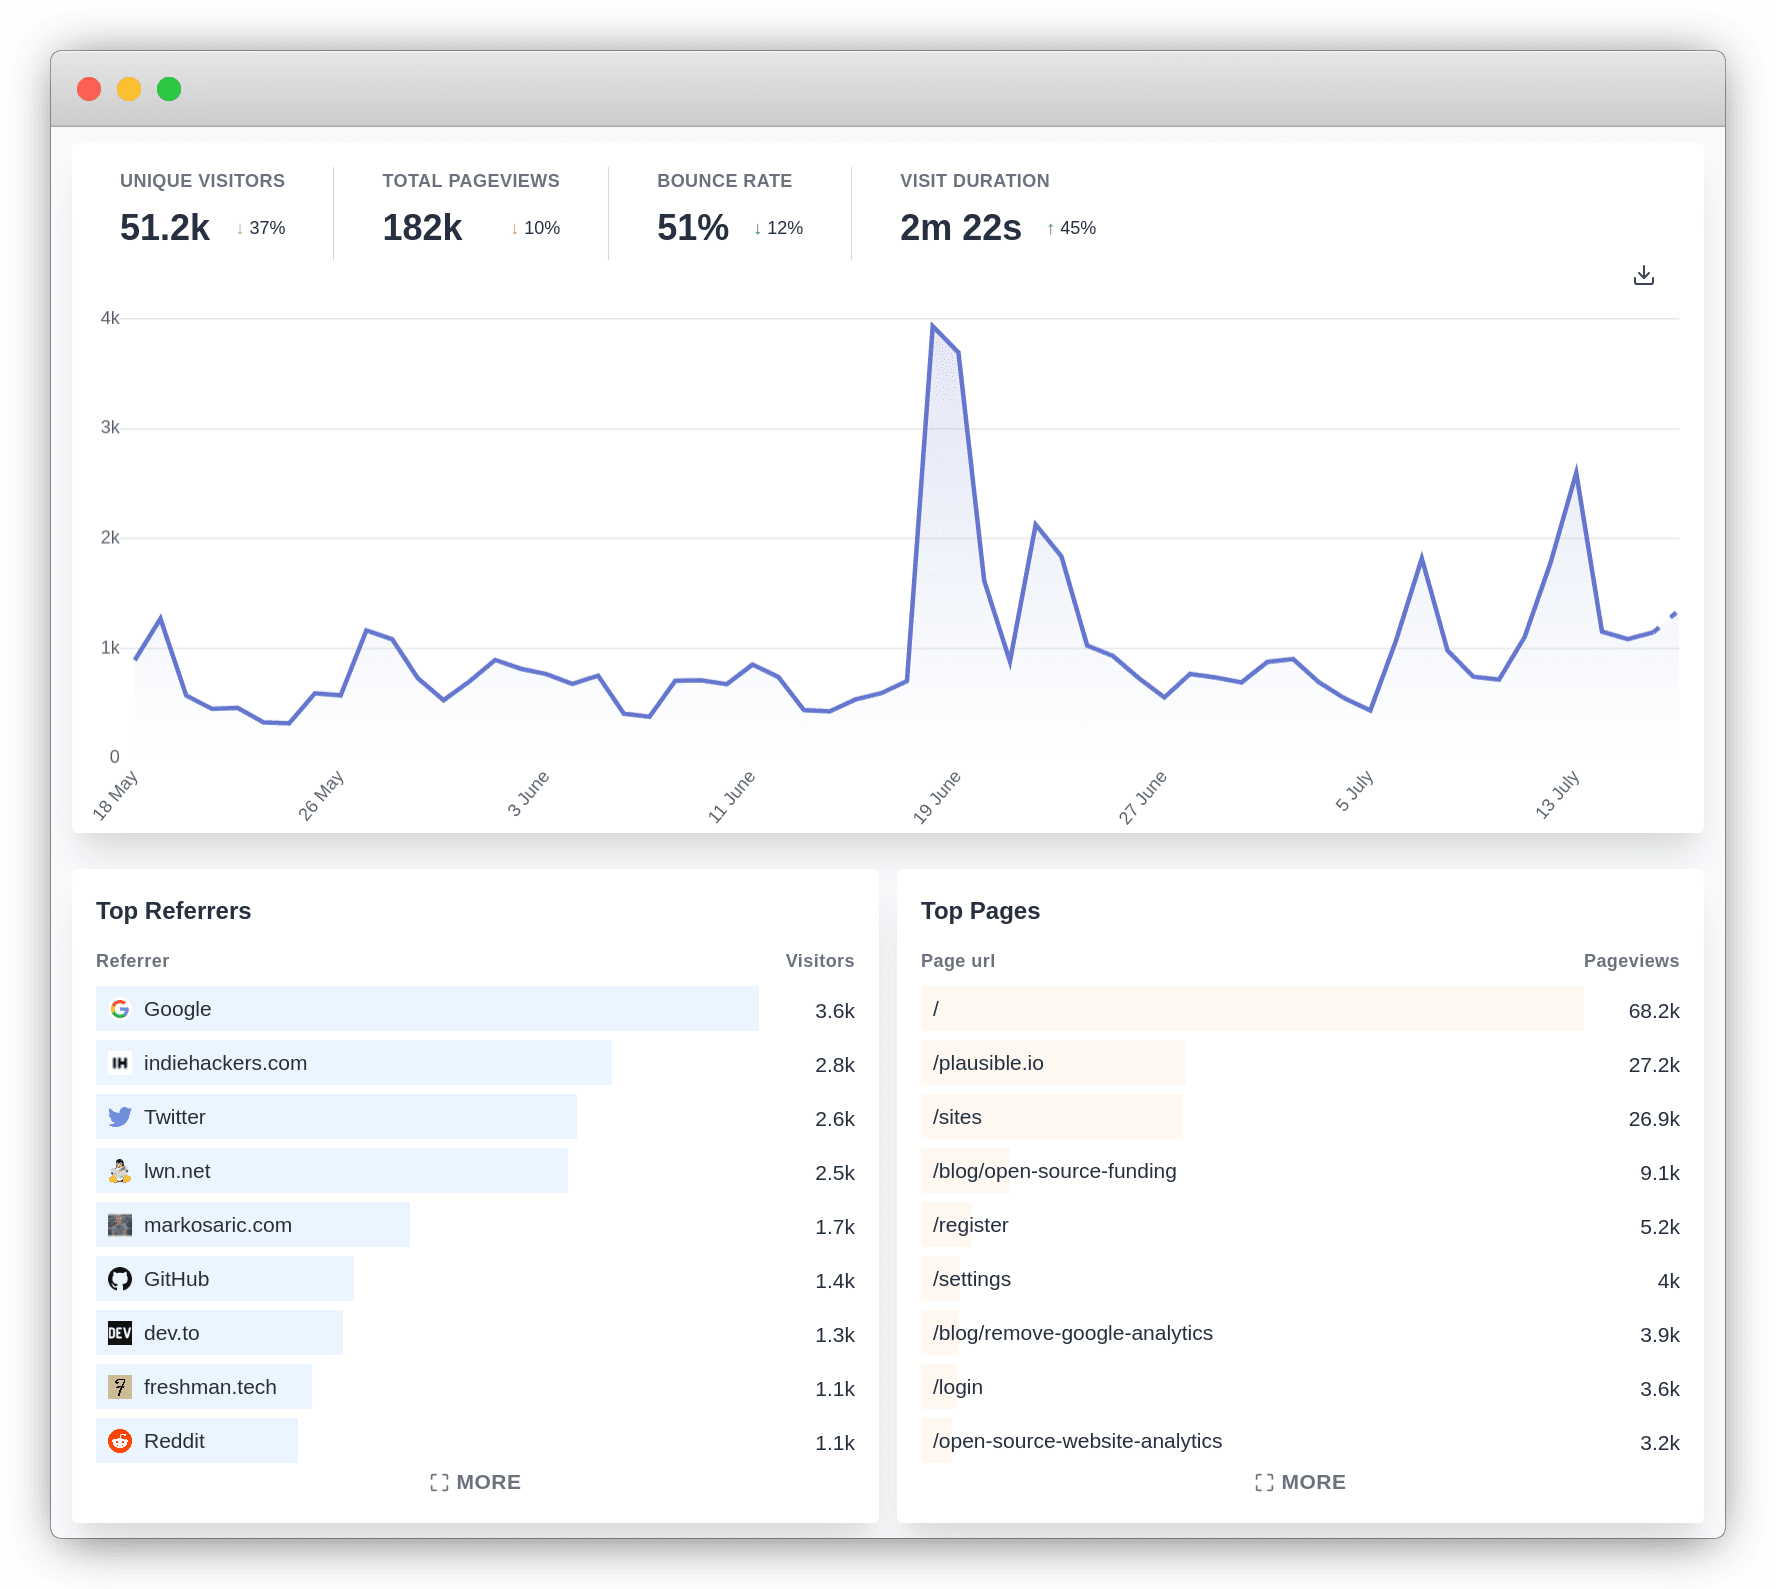 UNIQUE VISITORS
51.2k ↓ 37%
TOTAL PAGEVIEWS
182k ↓ 10%
BOUNCE RATE
51% ↓ 12%
VISIT DURATION
2m 22s ↑ 45%
4k
3k
2k
1k
0
18 May
26 May
3 June
11 June
19 June
27 June
5 July
13 July
Top Referrers
Referrer Visitors
Google 3.6k
IH indiehackers.com 2.8k
Twitter 2.6k
lwn.net 2.5k
markosaric.com 1.7k
GitHub 1.4k
DEV dev.to 1.3k
freshman.tech 1.1k
Reddit 1.1k
MORE
Top Pages
Page url Pageviews
/ 68.2k
/plausible.io 27.2k
/sites 26.9k
/blog/open-source-funding 9.1k
/register 5.2k
/settings 4k
/blog/remove-google-analytics 3.9k
/login 3.6k
/open-source-website-analytics 3.2k
MORE